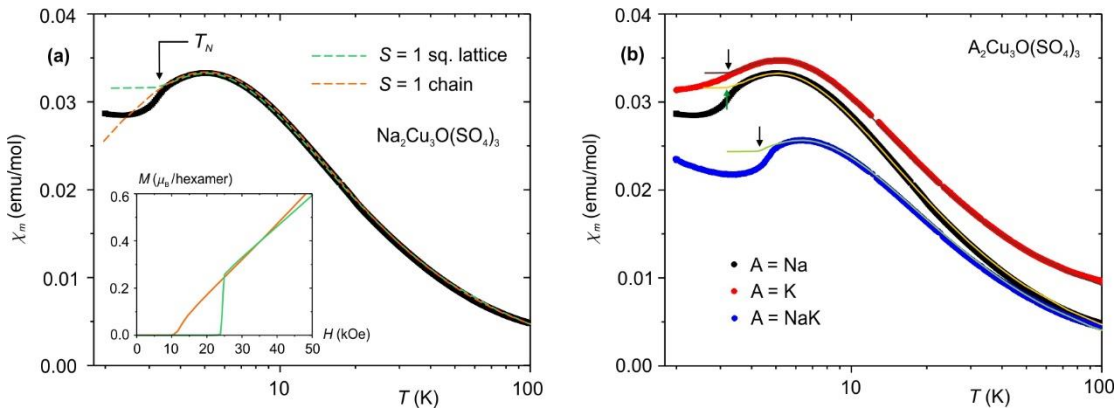 (a)
T_N
S = 1 sq. lattice
S = 1 chain
Na₂Cu₃O(SO₄)₃
χₘ (emu/mol)
0.04
0.03
0.02
0.01
0.00
M (μ_B/hexamer)
0.6
0.4
0.2
0.0
0 10 20 30 40 50
H (kOe)
10 100
T (K)
(b)
A₂Cu₃O(SO₄)₃
χₘ (emu/mol)
0.04
0.03
0.02
0.01
0.00
A = Na
A = K
A = NaK
10 100
T (K)